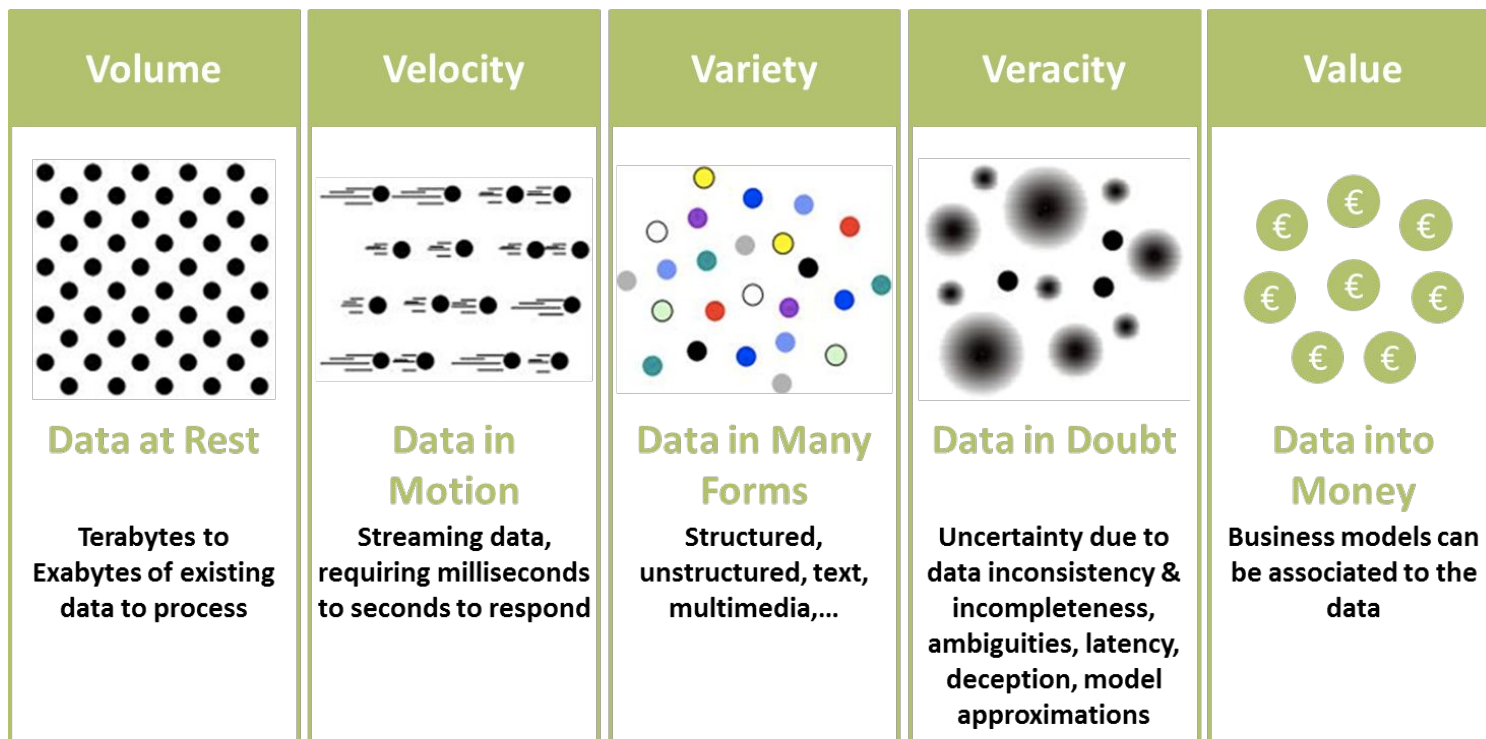 Volume
Data at Rest
Terabytes to
Exabytes of existing
data to process
Velocity
Data in
Motion
Streaming data,
requiring milliseconds
to seconds to respond
Variety
Data in Many
Forms
Structured,
unstructured, text,
multimedia,...
Veracity
Data in Doubt
Uncertainty due to
data inconsistency &
incompleteness,
ambiguities, latency,
deception, model
approximations
Value
€
€
€
€
€
€
€
€
Data into
Money
Business models can
be associated to the
data